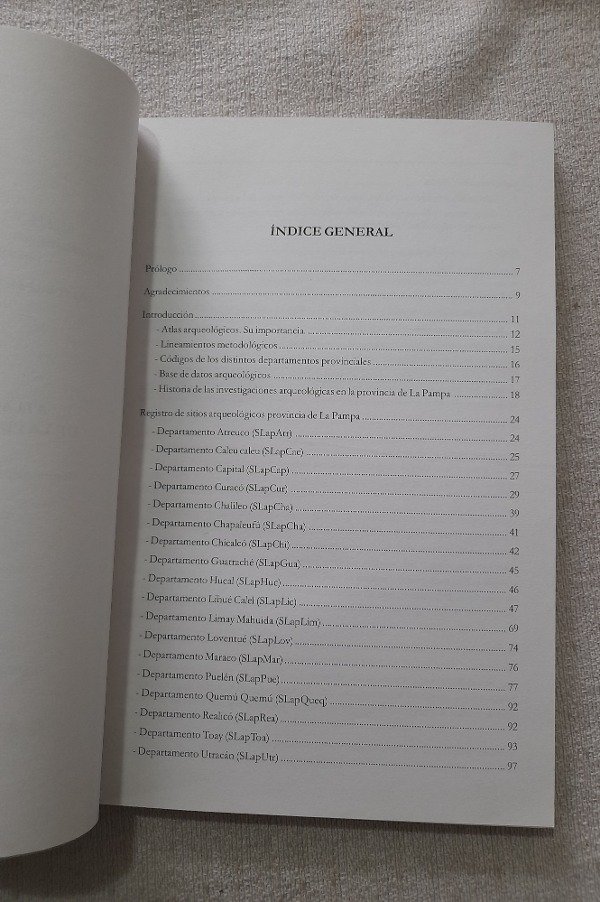 ÍNDICE GENERAL
Prólogo 7
Agradecimientos 9
Introducción 11
- Atlas arqueológicos. Su importancia. 12
- Lineamientos metodológicos 15
- Códigos de los distintos departamentos provinciales 16
- Base de datos arqueológicos 17
- Historia de las investigaciones arqueológicas en la provincia de La Pampa 18
Registro de sitios arqueológicos provincia de La Pampa 24
- Departamento Atreuco (SLapAtr) 24
- Departamento Caleu caleu (SLapCac) 25
- Departamento Capital (SLapCap) 27
- Departamento Curacó (SLapCur) 29
- Departamento Chalileo (SLapCha) 39
- Departamento Chapaleufú (SLapCha) 41
- Departamento Chicalcó (SLapChi) 42
- Departamento Guatraché (SLapGua) 45
- Departamento Hucal (SLapHuc) 46
- Departamento Lihué Calel (SLapLic) 47
- Departamento Limay Mahuida (SLapLim) 69
- Departamento Loventué (SLapLov) 74
- Departamento Maraco (SLapMar) 76
- Departamento Puelén (SLapPue) 77
- Departamento Quemú Quemú (SLapQueq) 92
- Departamento Realicó (SLapRea) 92
- Departamento Toay (SLapToa) 93
- Departamento Utracán (SLapUtr) 97